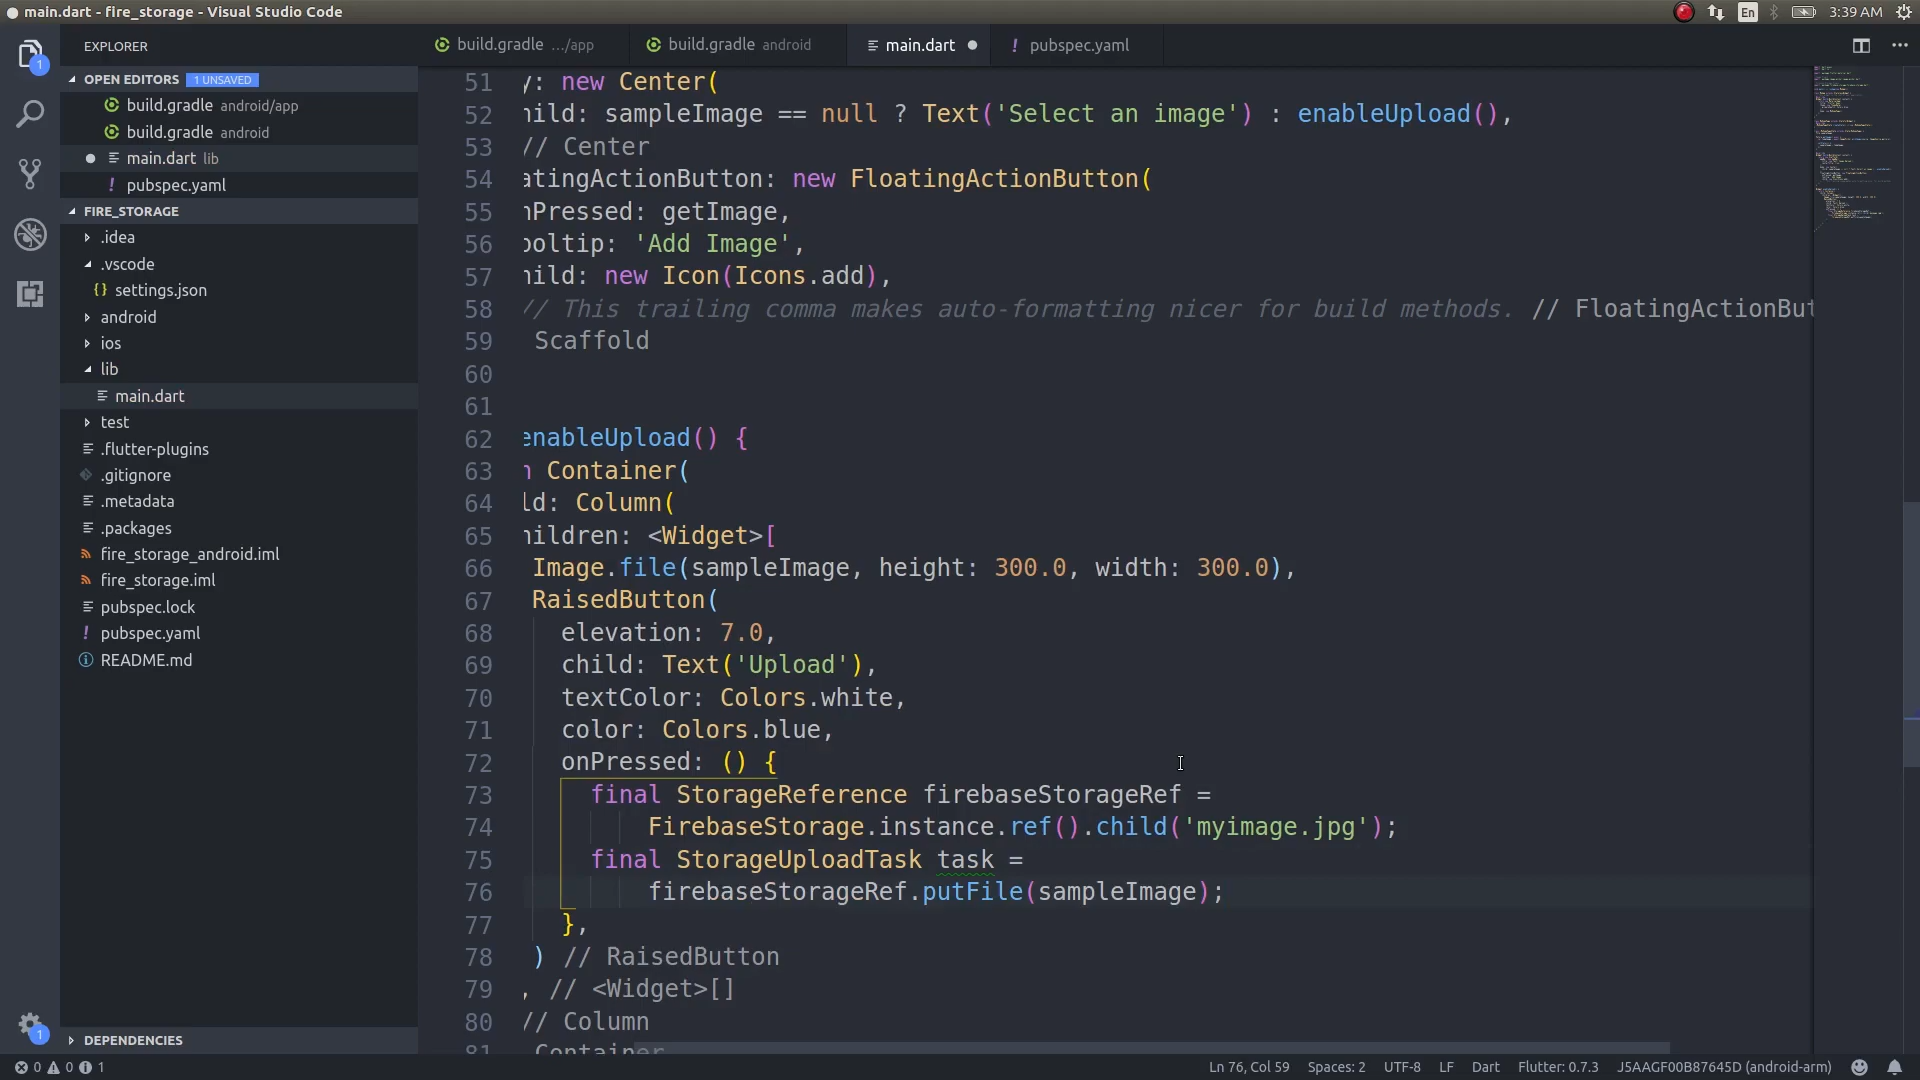 main.dart - fire_storage - Visual Studio Code
En
3:39 AM
1
EXPLORER
OPEN EDITORS 1 UNSAVED
build.gradle android/app
build.gradle android
main.dart lib
! pubspec.yaml
FIRE_STORAGE
.idea
.vscode
{} settings.json
android
ios
lib
main.dart
test
.flutter-plugins
.gitignore
.metadata
.packages
fire_storage_android.iml
fire_storage.iml
pubspec.lock
! pubspec.yaml
README.md
DEPENDENCIES
1
build.gradle .../app
build.gradle android
main.dart
! pubspec.yaml
51 y: new Center(
52 hild: sampleImage == null ? Text('Select an image') : enableUpload(),
53 // Center
54 atingActionButton: new FloatingActionButton(
55 nPressed: getImage,
56 ooltip: 'Add Image',
57 hild: new Icon(Icons.add),
58 // This trailing comma makes auto-formatting nicer for build methods. // FloatingActionBut
59 Scaffold
60
61
62 enableUpload() {
63 n Container(
64 ld: Column(
65 hildren: <Widget>[
66 Image.file(sampleImage, height: 300.0, width: 300.0),
67 RaisedButton(
68 elevation: 7.0,
69 child: Text('Upload'),
70 textColor: Colors.white,
71 color: Colors.blue,
72 onPressed: () {
73 final StorageReference firebaseStorageRef =
74 FirebaseStorage.instance.ref().child('myimage.jpg');
75 final StorageUploadTask task =
76 firebaseStorageRef.putFile(sampleImage);
77 },
78 ) // RaisedButton
79 , // <Widget>[]
80 // Column
81 Container
0 0 1
Ln 76, Col 59 Spaces: 2 UTF-8 LF Dart Flutter: 0.7.3 J5AAGF00B87645D (android-arm)